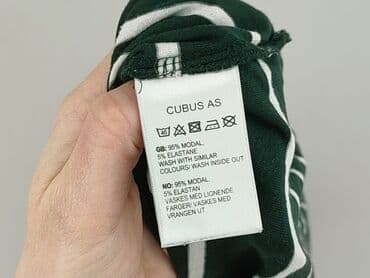 CUBUS AS
GB: 95% MODAL,
5% ELASTANE
WASH WITH SIMILAR
COLOURS/ WASH INSIDE OUT
NO: 95% MODAL,
5% ELASTAN
VASKES MED LIGNENDE
FARGER/ VASKES MED
VRANGEN UT